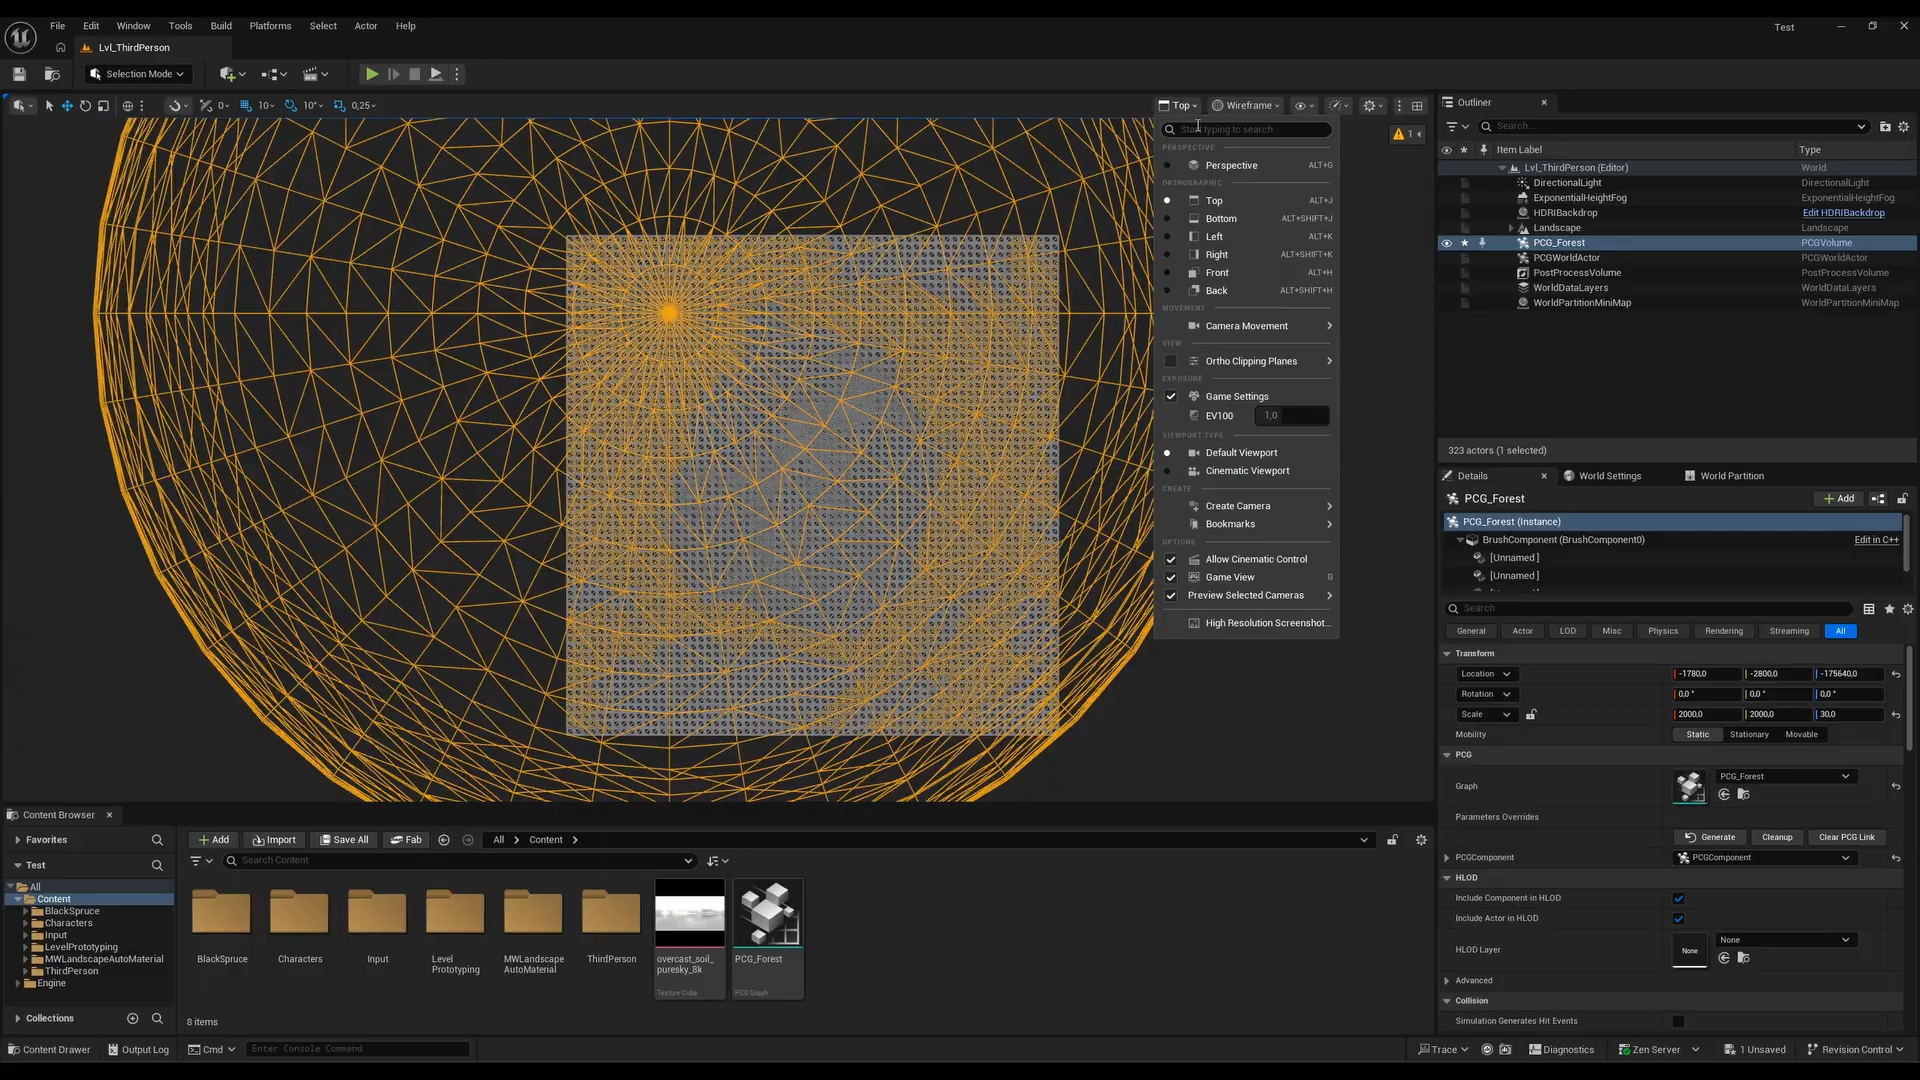 File Edit Window Tools Build Platforms Select Actor Help
Test
Lvl_ThirdPerson
Selection Mode
0 10 10° 0,25
Top Wireframe
1
Start typing to search
PERSPECTIVE
Perspective ALT+G
ORTHOGRAPHIC
Top ALT+J
Bottom ALT+SHIFT+J
Left ALT+K
Right ALT+SHIFT+K
Front ALT+H
Back ALT+SHIFT+H
MOVEMENT
Camera Movement
VIEW
Ortho Clipping Planes
EXPOSURE
Game Settings
EV100 1,0
VIEWPORT TYPE
Default Viewport
Cinematic Viewport
CREATE
Create Camera
Bookmarks
OPTIONS
Allow Cinematic Control
Game View G
Preview Selected Cameras
High Resolution Screenshot...
Outliner
Search...
Item Label Type
Lvl_ThirdPerson (Editor) World
DirectionalLight DirectionalLight
ExponentialHeightFog ExponentialHeightFog
HDRIBackdrop Edit HDRIBackdrop
Landscape Landscape
PCG_Forest PCGVolume
PCGWorldActor PCGWorldActor
PostProcessVolume PostProcessVolume
WorldDataLayers WorldDataLayers
WorldPartitionMiniMap WorldPartitionMiniMap
323 actors (1 selected)
Details World Settings World Partition
PCG_Forest Add
PCG_Forest (Instance)
BrushComponent (BrushComponent0) Edit in C++
[Unnamed]
[Unnamed]
Search
General Actor LOD Misc Physics Rendering Streaming All
Transform
Location -1780,0 -2800,0 -175640,0
Rotation 0,0 ° 0,0 ° 0,0 °
Scale 2000,0 2000,0 30,0
Mobility Static Stationary Movable
PCG
Graph PCG_Forest
Parameters Overrides
Generate Cleanup Clear PCG Link
PCGComponent PCGComponent
HLOD
Include Component in HLOD
Include Actor in HLOD
HLOD Layer None None
Advanced
Collision
Simulation Generates Hit Events
Content Browser
Favorites
Test
All
Content
BlackSpruce
Characters
Input
LevelPrototyping
MWLandscapeAutoMaterial
ThirdPerson
Engine
Collections
Add Import Save All Fab All Content
Search Content
BlackSpruce
Characters
Input
Level
Prototyping
MWLandscape
AutoMaterial
ThirdPerson
overcast_soil_
puresky_8k
Texture Cube
PCG_Forest
PCG Graph
8 items
Content Drawer Output Log Cmd Enter Console Command
Trace Diagnostics Zen Server 1 Unsaved Revision Control